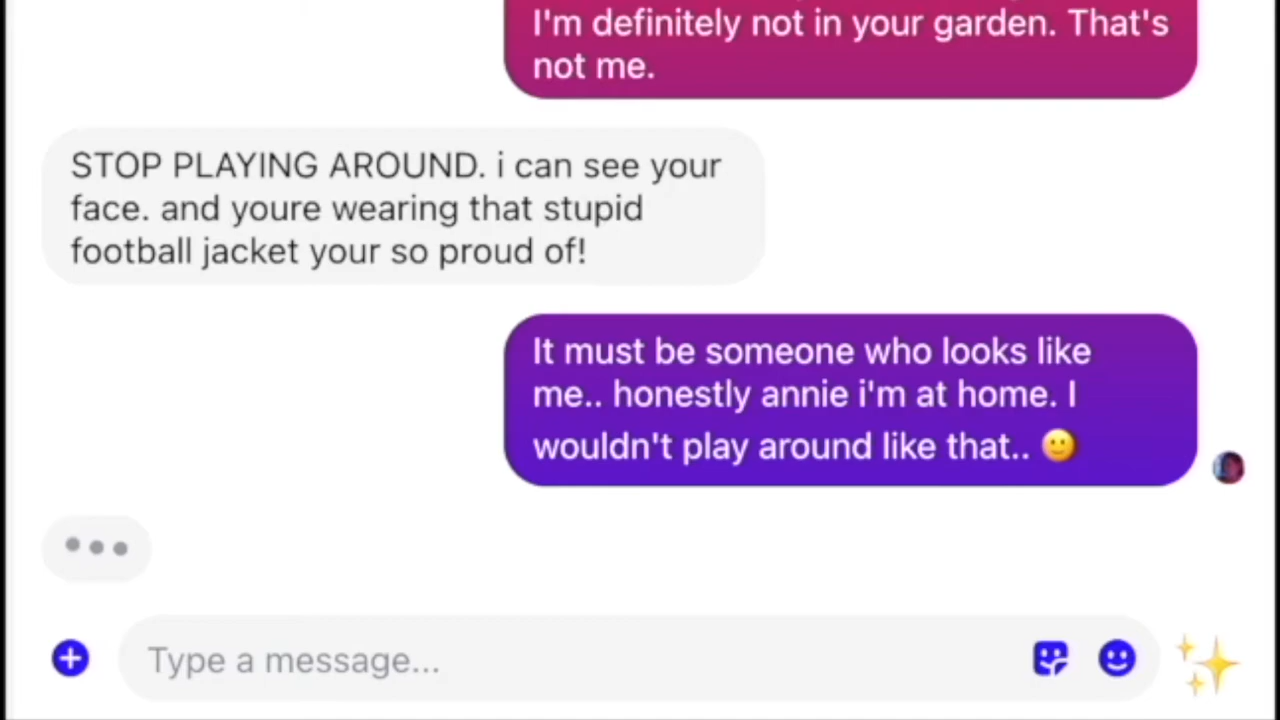 I'm definitely not in your garden. That's
not me.
STOP PLAYING AROUND. i can see your
face. and youre wearing that stupid
football jacket your so proud of!
It must be someone who looks like
me.. honestly annie i'm at home. I
wouldn't play around like that.. 🙂
Type a message...